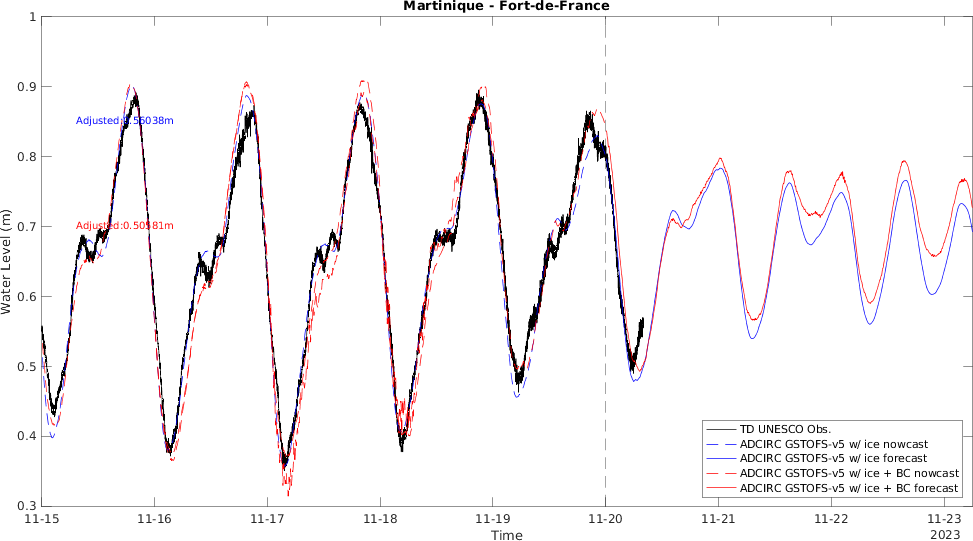 Martinique - Fort-de-France
1
0.9
0.8
0.7
0.6
0.5
0.4
0.3
Water Level (m)
Adjusted:0.56038m
Adjusted:0.50581m
TD UNESCO Obs.
ADCIRC GSTOFS-v5 w/ ice nowcast
ADCIRC GSTOFS-v5 w/ ice forecast
ADCIRC GSTOFS-v5 w/ ice + BC nowcast
ADCIRC GSTOFS-v5 w/ ice + BC forecast
11-15 11-16 11-17 11-18 11-19 11-20 11-21 11-22 11-23
Time
2023